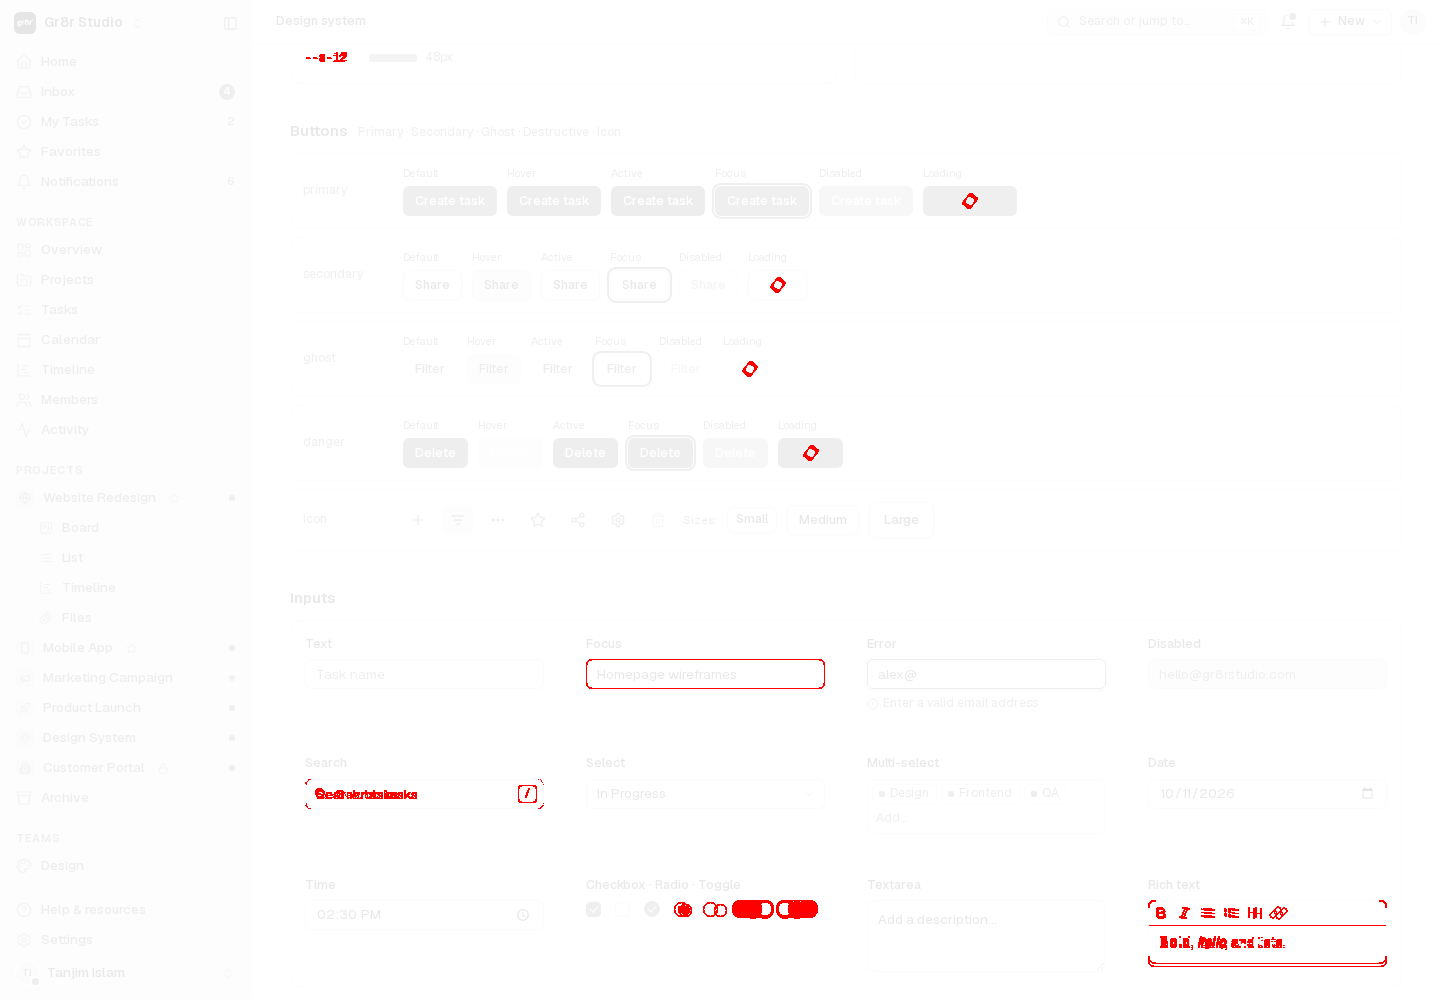 Gr8r Studio
Design system
Search or jump to...
⌘K
New
TI
Home
Inbox
4
My Tasks
2
Favorites
Notifications
WORKSPACE
Overview
Projects
Tasks
Calendar
Timeline
Members
Activity
PROJECTS
Website Redesign
Board
List
Timeline
Files
Mobile App
Marketing Campaign
Product Launch
Design System
Customer Portal
Archive
TEAMS
Design
Help & resources
Settings
TI
Tanjim Islam
48px
Buttons
Primary · Secondary · Ghost · Destructive · Icon
primary
Default Hover Active Focus Disabled Loading
Create task Create task Create task Create task Create task
secondary
Default Hover Active Focus Disabled Loading
Share Share Share Share Share
ghost
Default Hover Active Focus Disabled Loading
Filter Filter Filter Filter Filter
danger
Default Hover Active Focus Disabled Loading
Delete Delete Delete Delete
icon
Sizes: Small Medium Large
Inputs
Text Focus Error Disabled
Task name Homepage wireframes alex@ hello@gr8rstudio.com
Enter a valid email address
Search Select Multi-select Date
/ In Progress Design Frontend QA 10/11/2026
Add..
Time Checkbox · Radio · Toggle Textarea Rich text
02:30 PM Add a description... B I